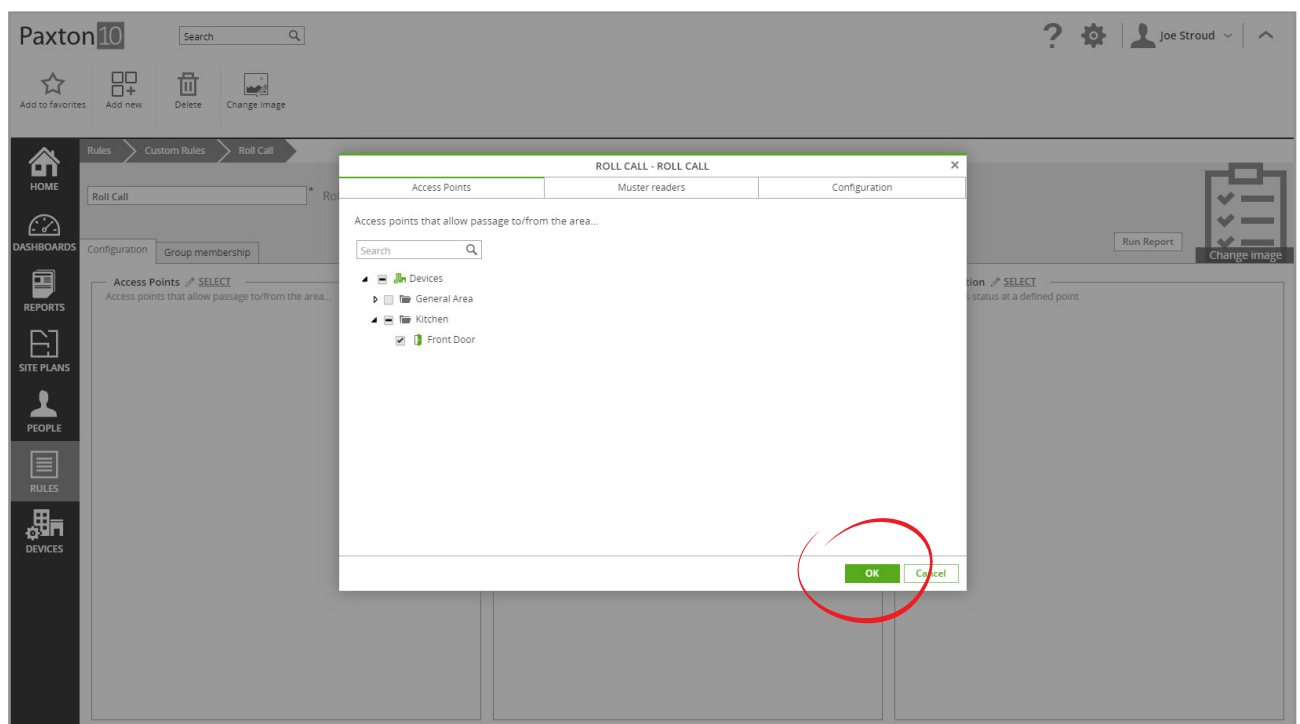 Paxton 10
Search
Joe Stroud
Add to favorites
Add new
Delete
Change image
HOME
DASHBOARDS
REPORTS
SITE PLANS
PEOPLE
RULES
DEVICES
Rules
Custom Rules
Roll Call
Roll Call
*
Ro
Run Report
Change image
Configuration
Group membership
Access Points SELECT
Access points that allow passage to/from the area...
tion SELECT
status at a defined point
ROLL CALL - ROLL CALL
Access Points
Muster readers
Configuration
Access points that allow passage to/from the area...
Search
Devices
General Area
Kitchen
Front Door
OK
Cancel